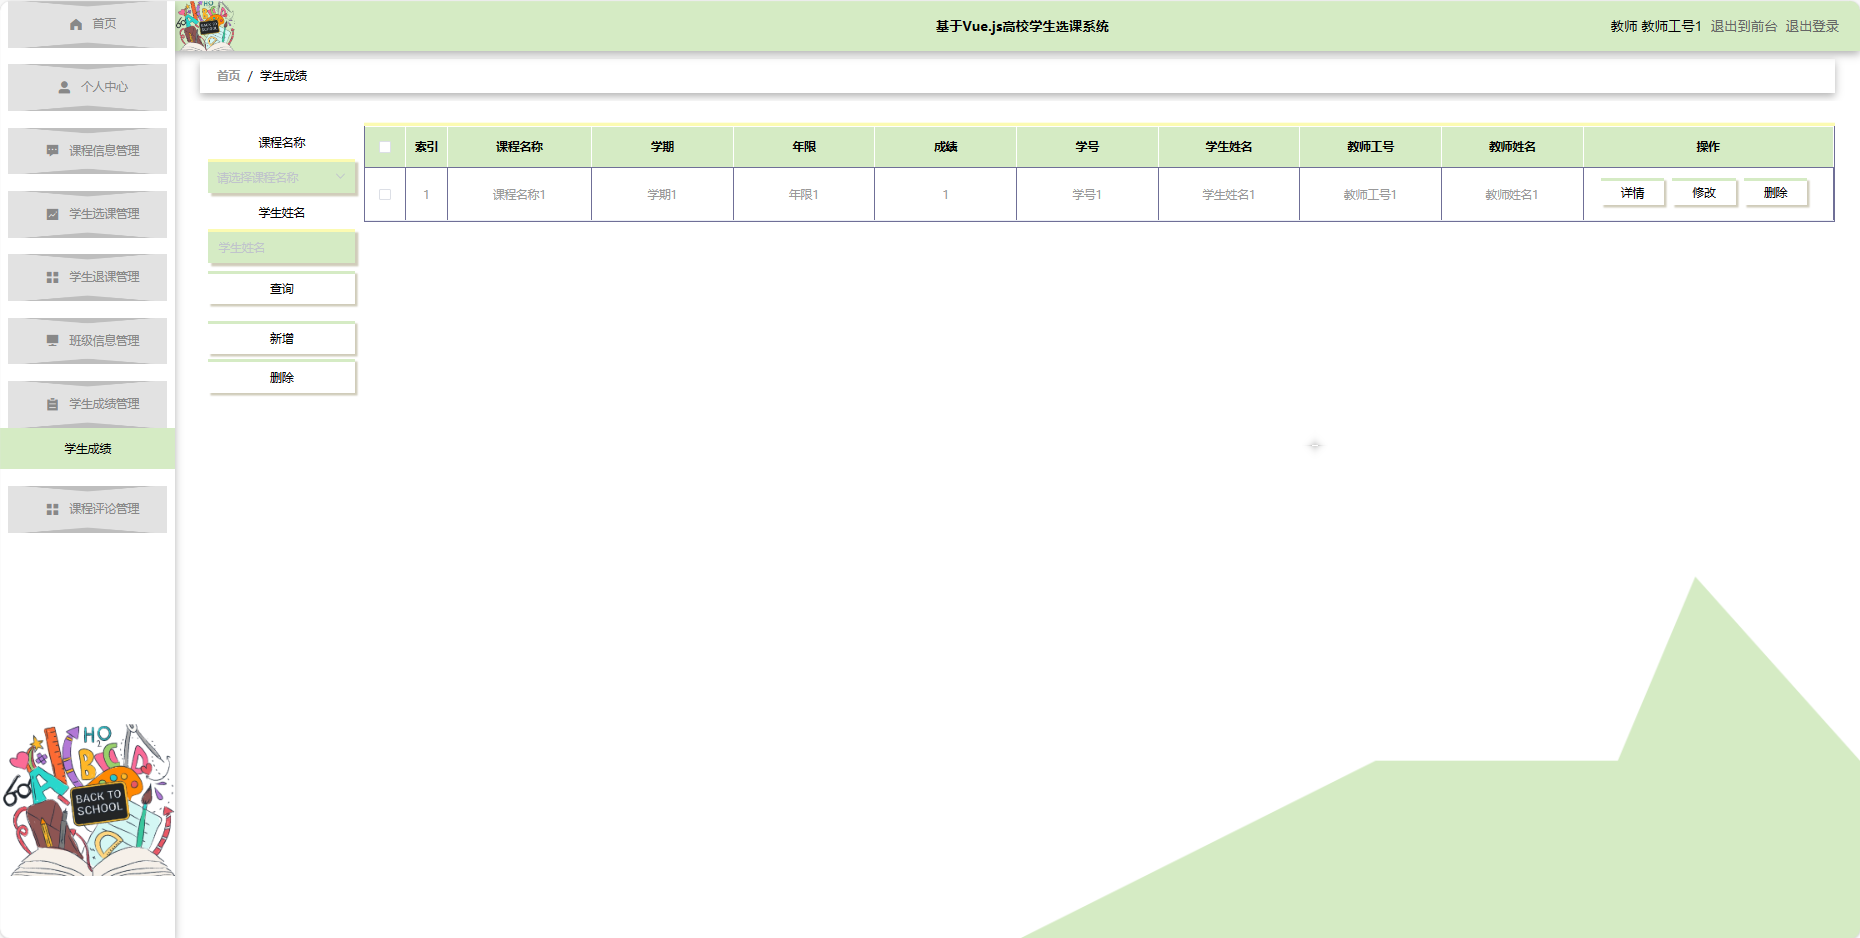 基于Vue.js高校学生选课系统
教师 教师工号1 退出到前台 退出登录
首页
个人中心
课程信息管理
学生选课管理
学生退课管理
班级信息管理
学生成绩管理
学生成绩
课程评论管理
首页 / 学生成绩
课程名称
请选择课程名称
学生姓名
学生姓名
查询
新增
删除
索引 课程名称 学期 年限 成绩 学号 学生姓名 教师工号 教师姓名 操作
1 课程名称1 学期1 年限1 1 学号1 学生姓名1 教师工号1 教师姓名1 详情 修改 删除
H2O
BACK TO
SCHOOL